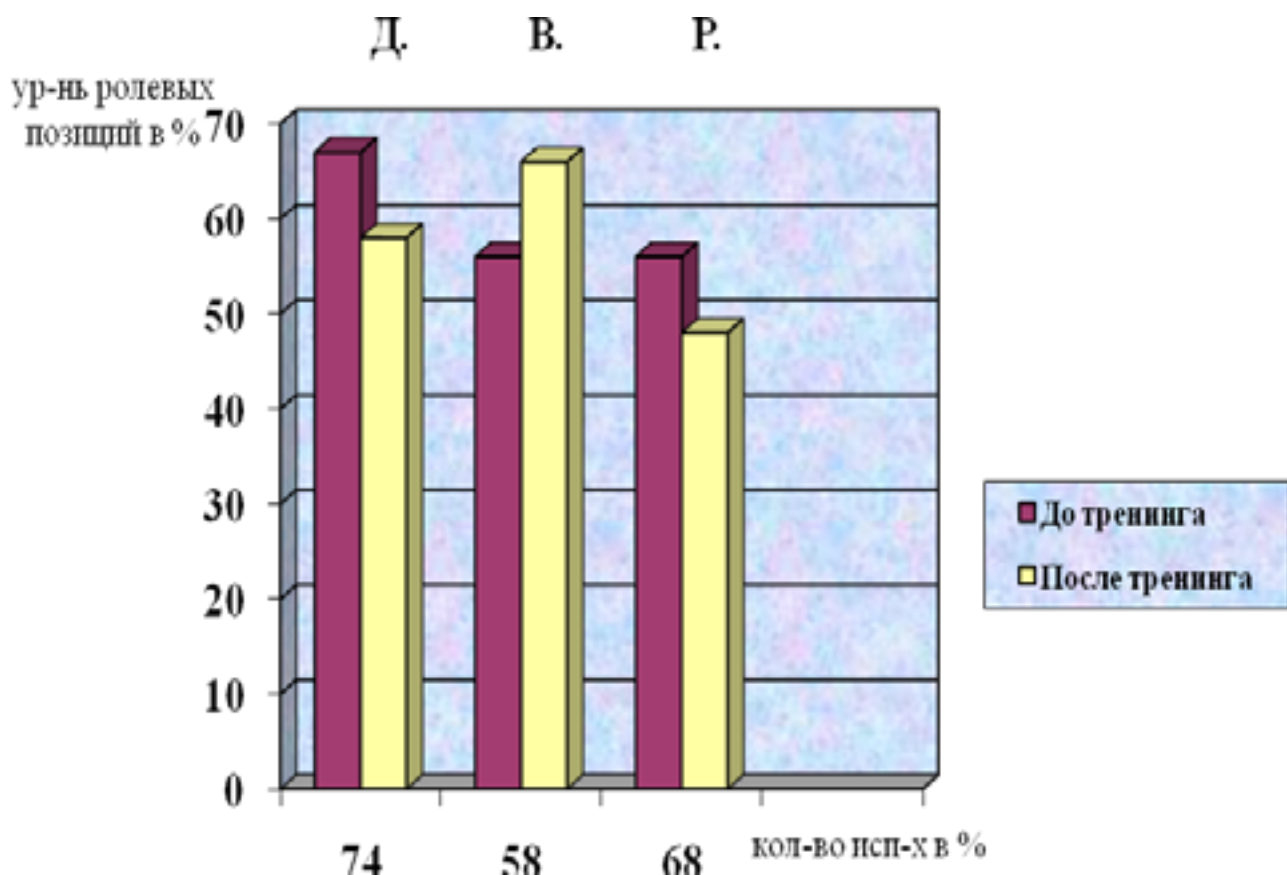 Д. В. Р.
ур-нь ролевых
позищий в %
70
60
50
40
30
20
10
0
74 58 68 кол-во исп-х в %
До тренинга
После тренинга